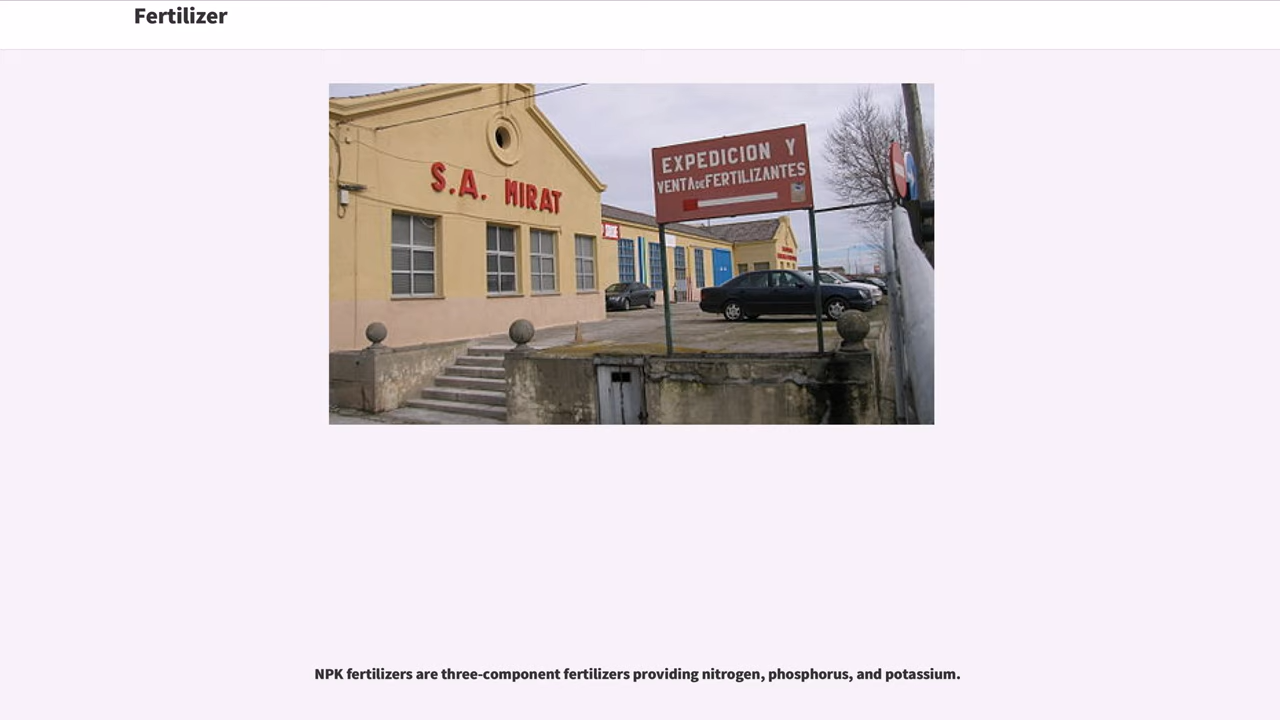 Fertilizer
S.A. MIRAT
EXPEDICION Y
VENTA DE FERTILIZANTES
NPK fertilizers are three-component fertilizers providing nitrogen, phosphorus, and potassium.